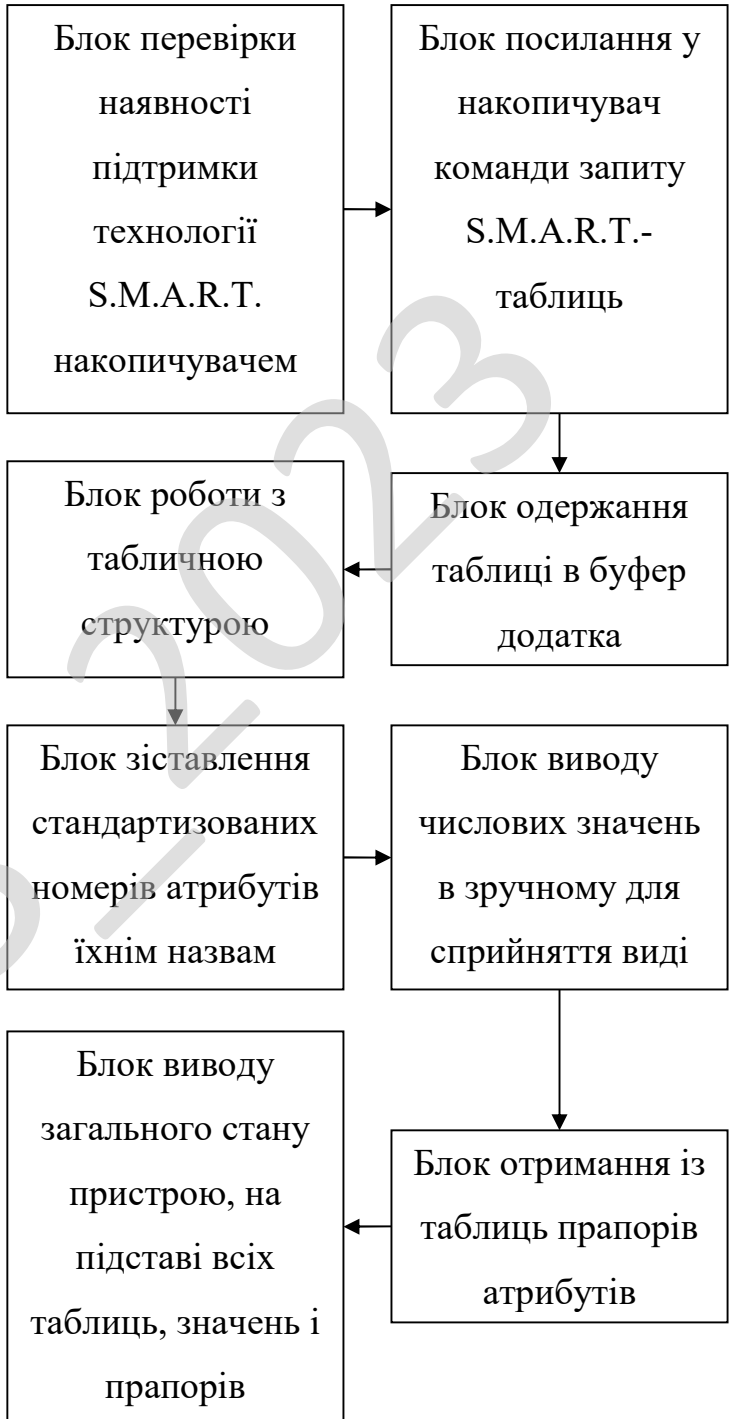 Блок перевірки
наявності
підтримки
технології
S.M.A.R.T.
накопичувачем
Блок посилання у
накопичувач
команди запиту
S.M.A.R.T.-
таблиць
Блок одержання
таблиці в буфер
додатка
Блок роботи з
табличною
структурою
Блок зіставлення
стандартизованих
номерів атрибутів
їхнім назвам
Блок виводу
числових значень
в зручному для
сприйняття виді
Блок отримання із
таблиць прапорів
атрибутів
Блок виводу
загального стану
пристрою, на
підставі всіх
таблиць, значень і
прапорів
_2023